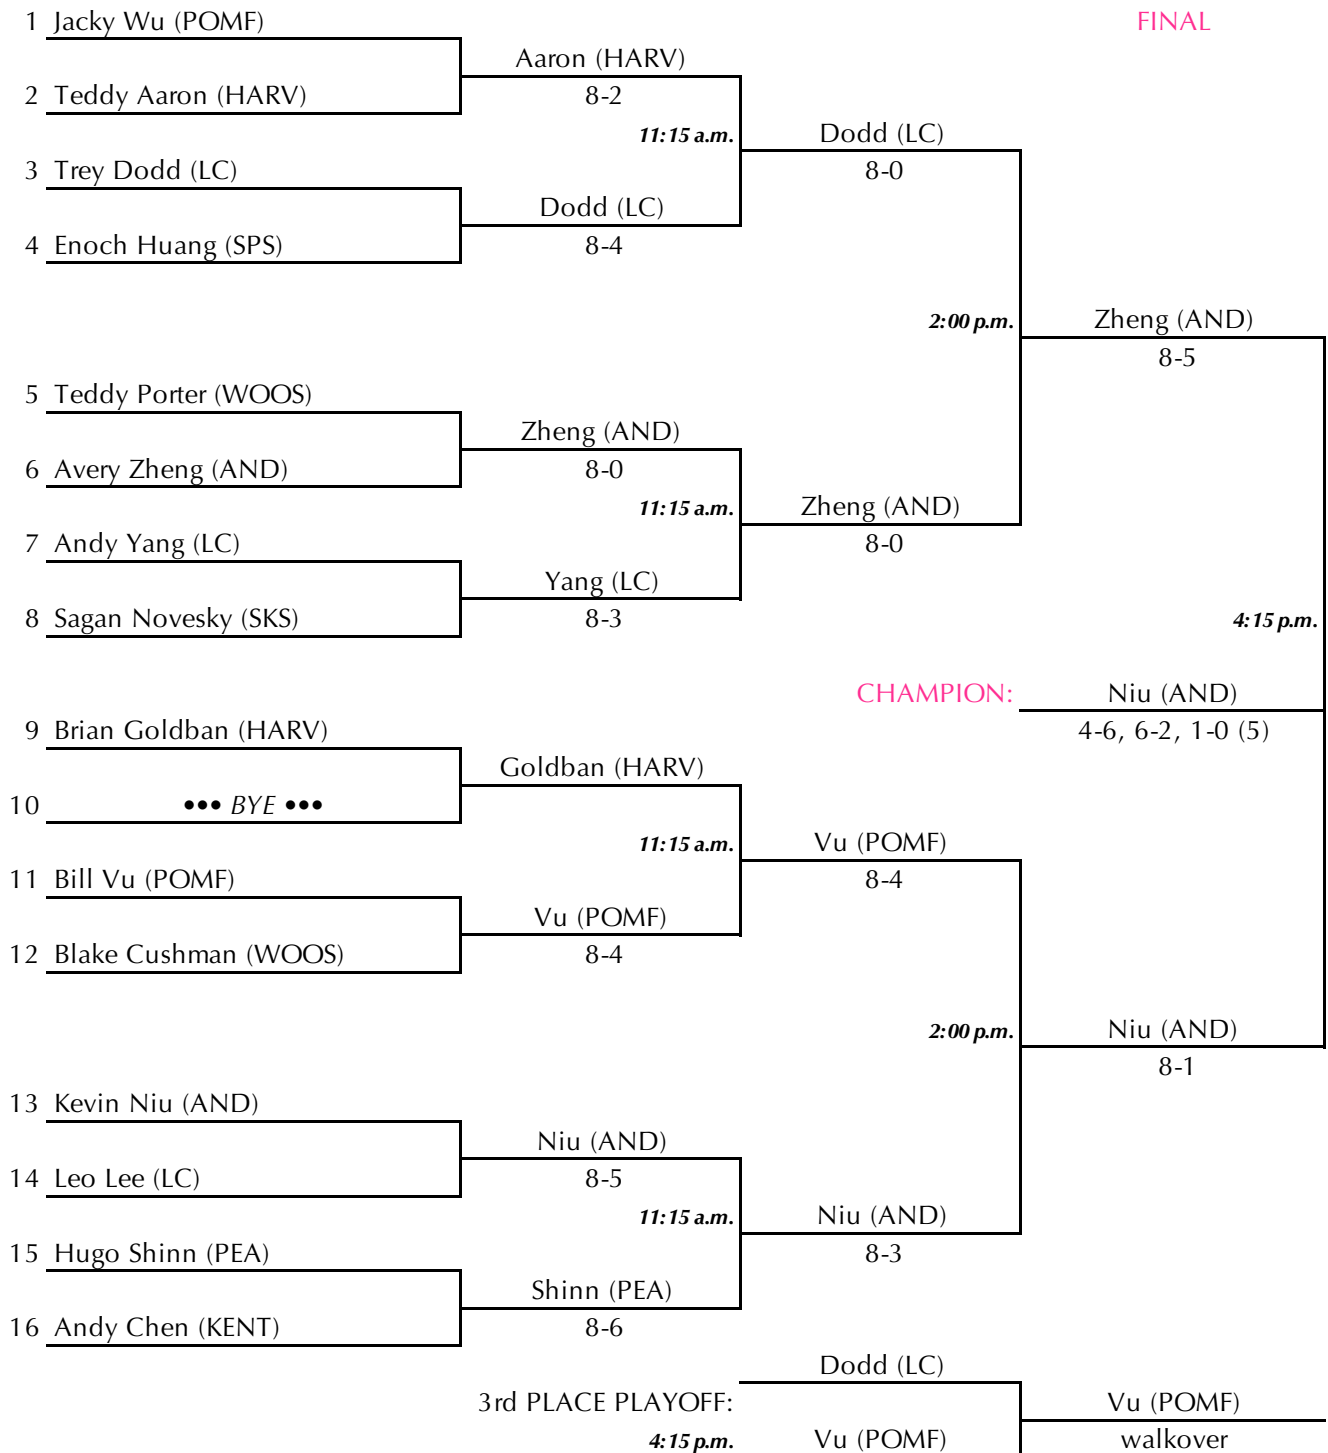 1 Jacky Wu (POMF)
FINAL
Aaron (HARV)
2 Teddy Aaron (HARV)
8-2
11:15 a.m.
Dodd (LC)
3 Trey Dodd (LC)
8-0
Dodd (LC)
4 Enoch Huang (SPS)
8-4
2:00 p.m.
Zheng (AND)
8-5
5 Teddy Porter (WOOS)
Zheng (AND)
6 Avery Zheng (AND)
8-0
11:15 a.m.
Zheng (AND)
7 Andy Yang (LC)
8-0
Yang (LC)
8 Sagan Novesky (SKS)
8-3
4:15 p.m.
CHAMPION:
Niu (AND)
9 Brian Goldban (HARV)
4-6, 6-2, 1-0 (5)
Goldban (HARV)
10 ••• BYE •••
11:15 a.m.
Vu (POMF)
11 Bill Vu (POMF)
8-4
Vu (POMF)
12 Blake Cushman (WOOS)
8-4
2:00 p.m.
Niu (AND)
8-1
13 Kevin Niu (AND)
Niu (AND)
14 Leo Lee (LC)
8-5
11:15 a.m.
Niu (AND)
15 Hugo Shinn (PEA)
8-3
Shinn (PEA)
16 Andy Chen (KENT)
8-6
Dodd (LC)
3rd PLACE PLAYOFF:
Vu (POMF)
4:15 p.m.
Vu (POMF)
walkover